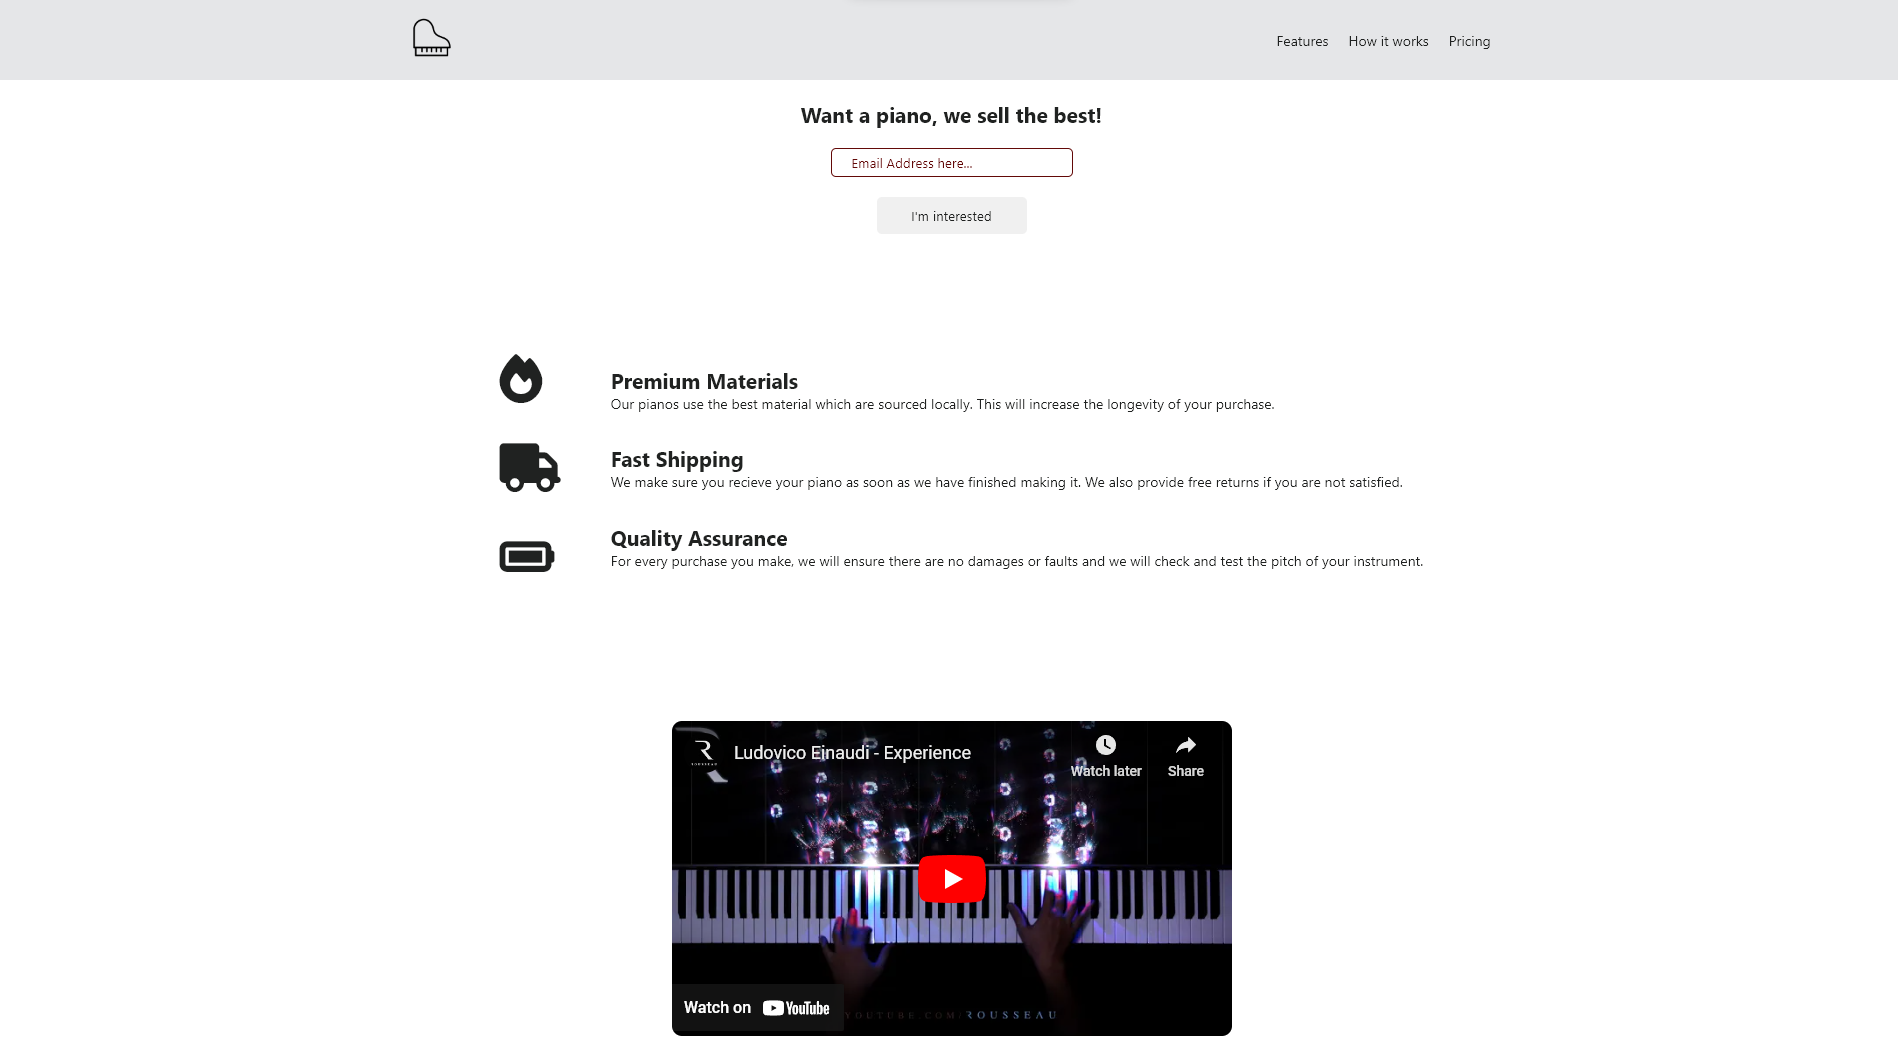 Features How it works Pricing
Want a piano, we sell the best!
Email Address here...
I'm interested
Premium Materials
Our pianos use the best material which are sourced locally. This will increase the longevity of your purchase.
Fast Shipping
We make sure you recieve your piano as soon as we have finished making it. We also provide free returns if you are not satisfied.
Quality Assurance
For every purchase you make, we will ensure there are no damages or faults and we will check and test the pitch of your instrument.
R
ROUSSEAU
Ludovico Einaudi - Experience
Watch later
Share
Watch on YouTube
YOUTUBE.COM/ROUSSEAU